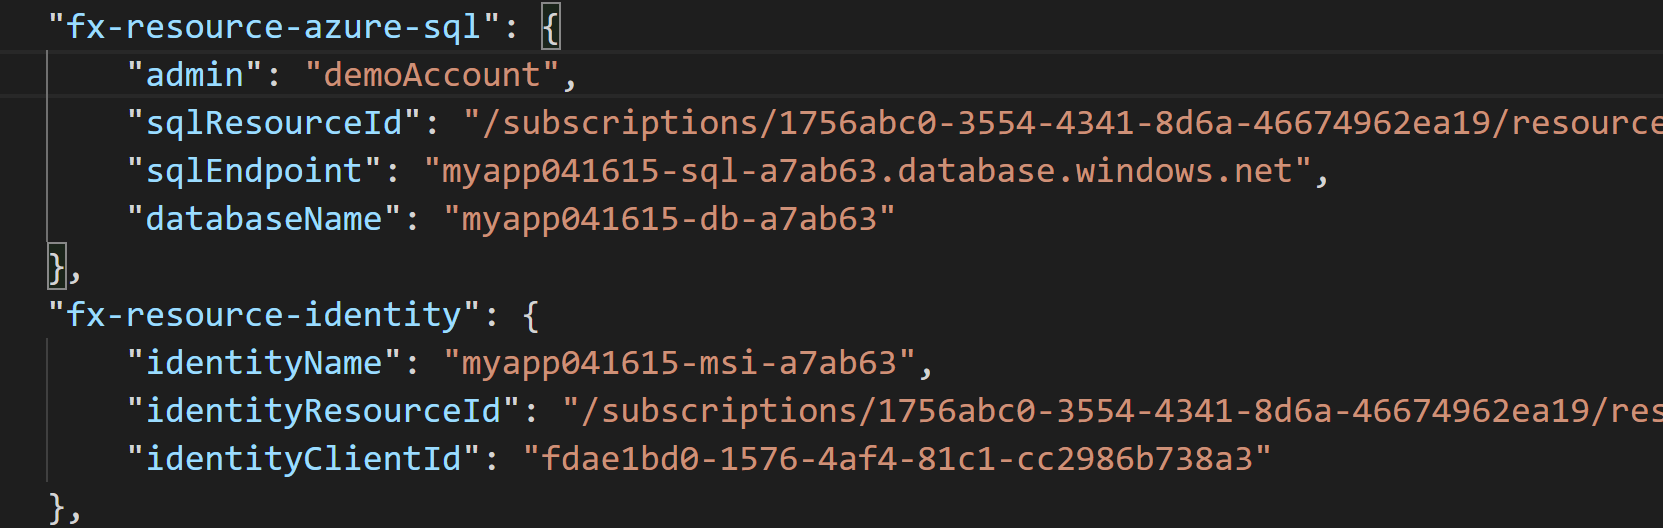 "fx-resource-azure-sql": {
"admin": "demoAccount",
"sqlResourceId": "/subscriptions/1756abc0-3554-4341-8d6a-46674962ea19/resource
"sqlEndpoint": "myapp041615-sql-a7ab63.database.windows.net",
"databaseName": "myapp041615-db-a7ab63"
},
"fx-resource-identity": {
"identityName": "myapp041615-msi-a7ab63",
"identityResourceId": "/subscriptions/1756abc0-3554-4341-8d6a-46674962ea19/res
"identityClientId": "fdae1bd0-1576-4af4-81c1-cc2986b738a3"
},